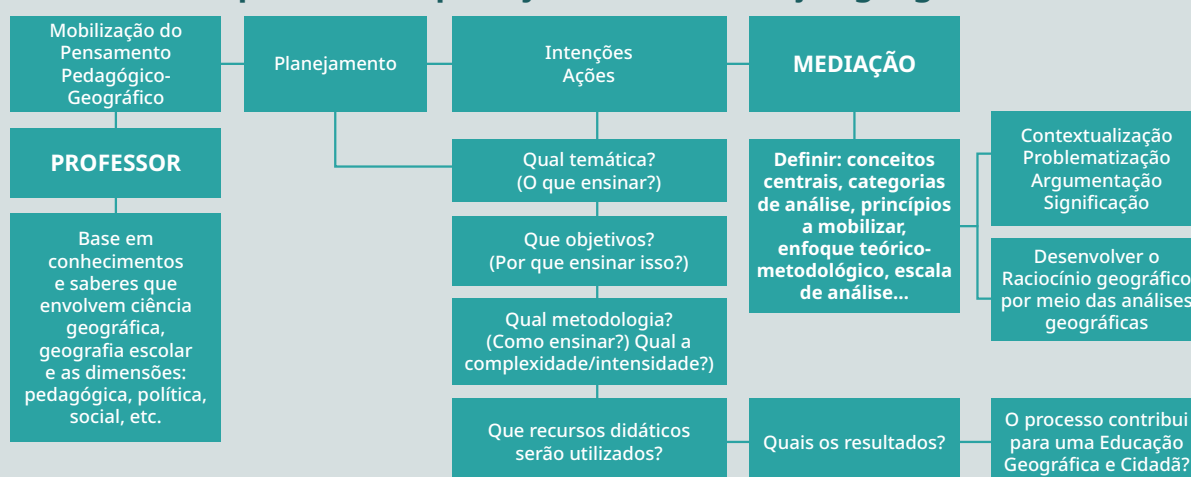 Mobilização do
Pensamento
Pedagógico-
Geográfico
PROFESSOR
Base em
conhecimentos
e saberes que
envolvem ciência
geográfica,
geografia escolar
e as dimensões:
pedagógica, política,
social, etc.
Planejamento
Intenções
Ações
Qual temática?
(O que ensinar?)
Que objetivos?
(Por que ensinar isso?)
Qual metodologia?
(Como ensinar?) Qual a
complexidade/intensidade?)
Que recursos didáticos
serão utilizados?
MEDIAÇÃO
Definir: conceitos
centrais, categorias
de análise, princípios
a mobilizar,
enfoque teórico-
metodológico, escala
de análise...
Contextualização
Problematização
Argumentação
Significação
Desenvolver o
Raciocínio geográfico
por meio das análises
geográficas
Quais os resultados?
O processo contribui
para uma Educação
Geográfica e Cidadã?